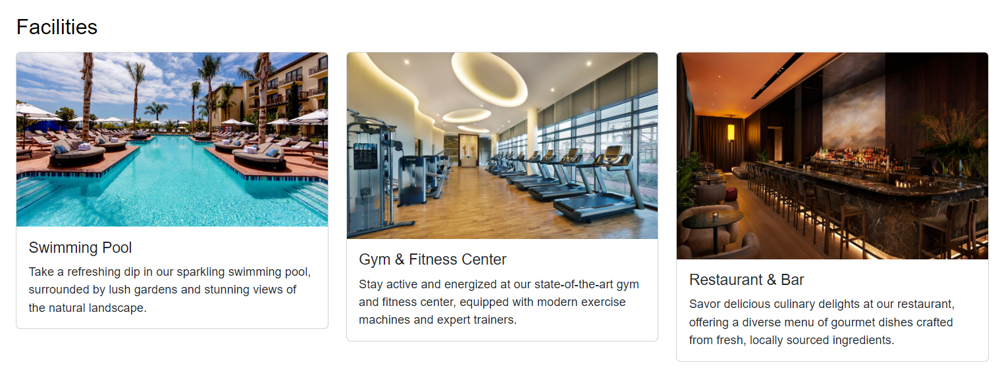 Facilities
Swimming Pool
Take a refreshing dip in our sparkling swimming pool,
surrounded by lush gardens and stunning views of
the natural landscape.
Gym & Fitness Center
Stay active and energized at our state-of-the-art gym
and fitness center, equipped with modern exercise
machines and expert trainers.
Restaurant & Bar
Savor delicious culinary delights at our restaurant,
offering a diverse menu of gourmet dishes crafted
from fresh, locally sourced ingredients.